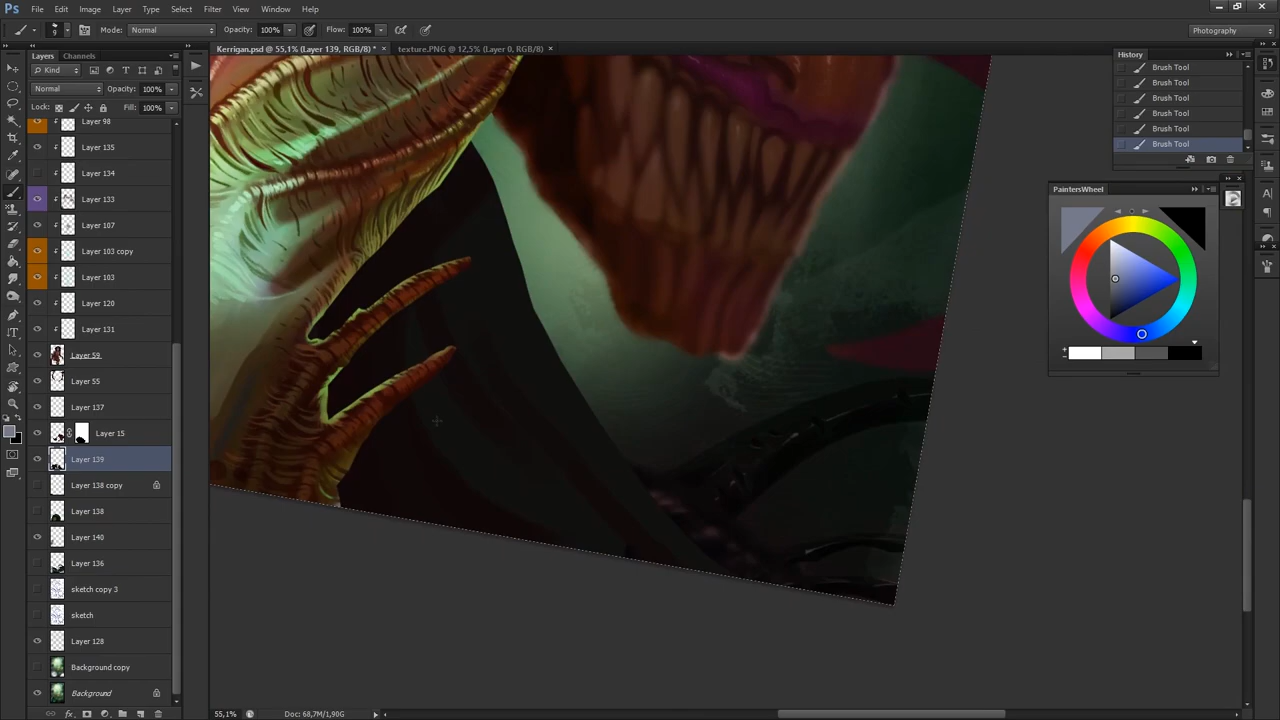 Ps File Edit Image Layer Type Select Filter View Window Help
9 Mode: Normal Opacity: 100% Flow: 100% Photography
Kerrigan.psd @ 55,1% (Layer 139, RGB/8) * × texture.PNG @ 12,5% (Layer 0, RGB/8) ×
Layers Channels
Kind
Normal Opacity: 100%
Lock: Fill: 100%
Layer 98
Layer 135
Layer 134
Layer 133
Layer 107
Layer 103 copy
Layer 103
Layer 120
Layer 131
Layer 59
Layer 55
Layer 137
Layer 15
Layer 139
Layer 138 copy
Layer 138
Layer 140
Layer 136
sketch copy 3
sketch
Layer 128
Background copy
Background
fx
55,1% Doc: 68,7M/1,90G
History
Brush Tool
Brush Tool
Brush Tool
Brush Tool
Brush Tool
Brush Tool
PaintersWheel